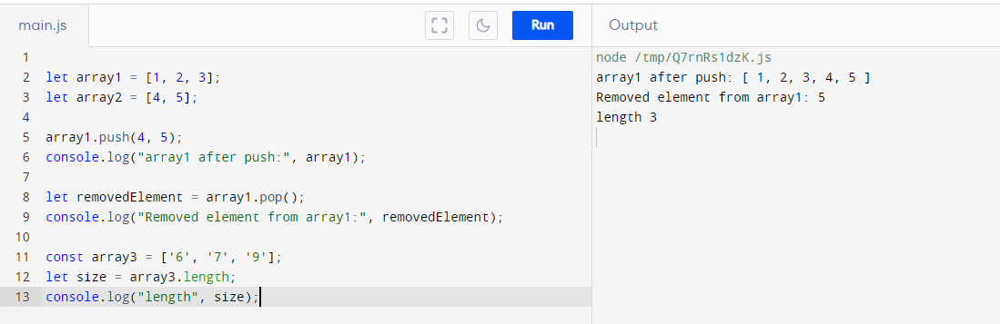 main.js Run Output
1
2 let array1 = [1, 2, 3];
3 let array2 = [4, 5];
4
5 array1.push(4, 5);
6 console.log("array1 after push:", array1);
7
8 let removedElement = array1.pop();
9 console.log("Removed element from array1:", removedElement);
10
11 const array3 = ['6', '7', '9'];
12 let size = array3.length;
13 console.log("length", size);
node /tmp/Q7rnRs1dzK.js
array1 after push: [ 1, 2, 3, 4, 5 ]
Removed element from array1: 5
length 3